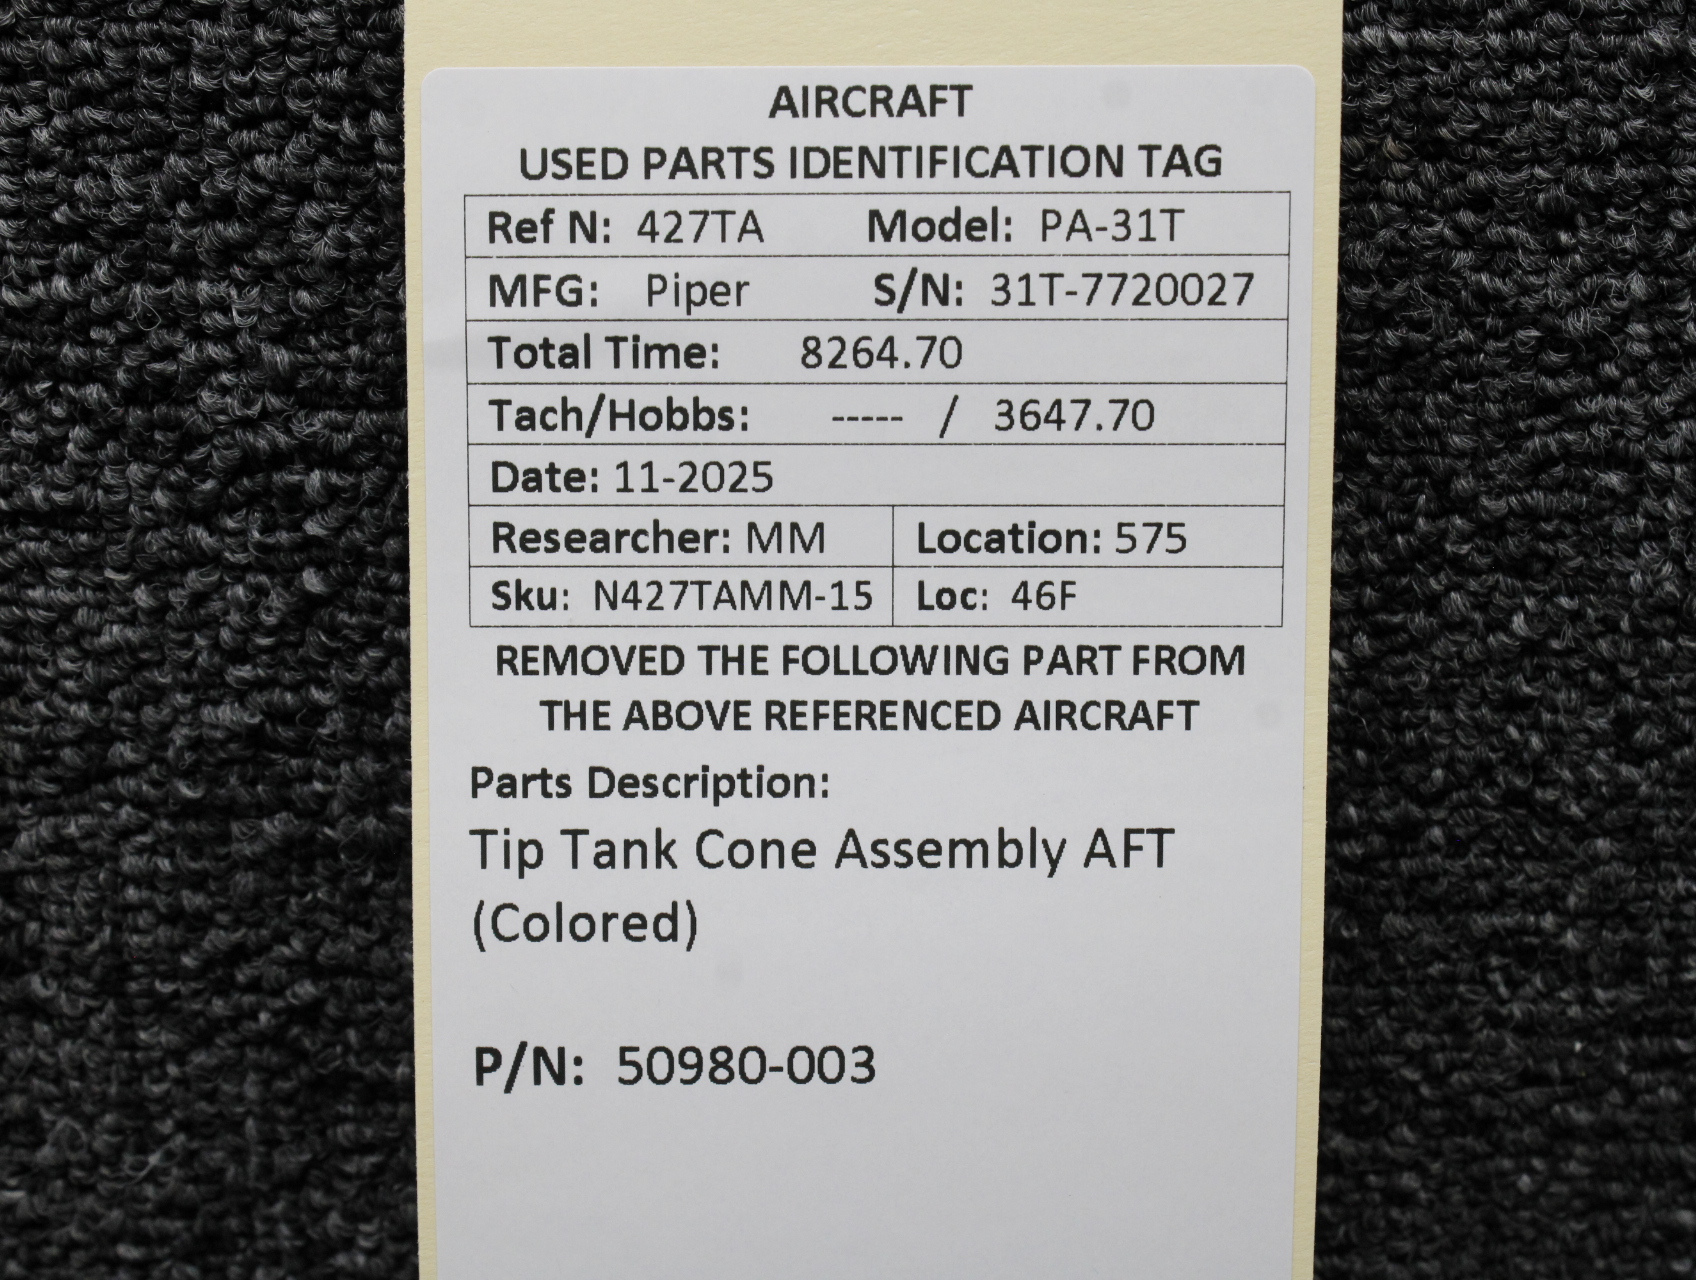 AIRCRAFT
USED PARTS IDENTIFICATION TAG
Ref N: 427TA Model: PA-31T
MFG: Piper S/N: 31T-7720027
Total Time: 8264.70
Tach/Hobbs: ----- / 3647.70
Date: 11-2025
Researcher: MM Location: 575
Sku: N427TAMM-15 Loc: 46F
REMOVED THE FOLLOWING PART FROM
THE ABOVE REFERENCED AIRCRAFT
Parts Description:
Tip Tank Cone Assembly AFT
(Colored)
P/N: 50980-003